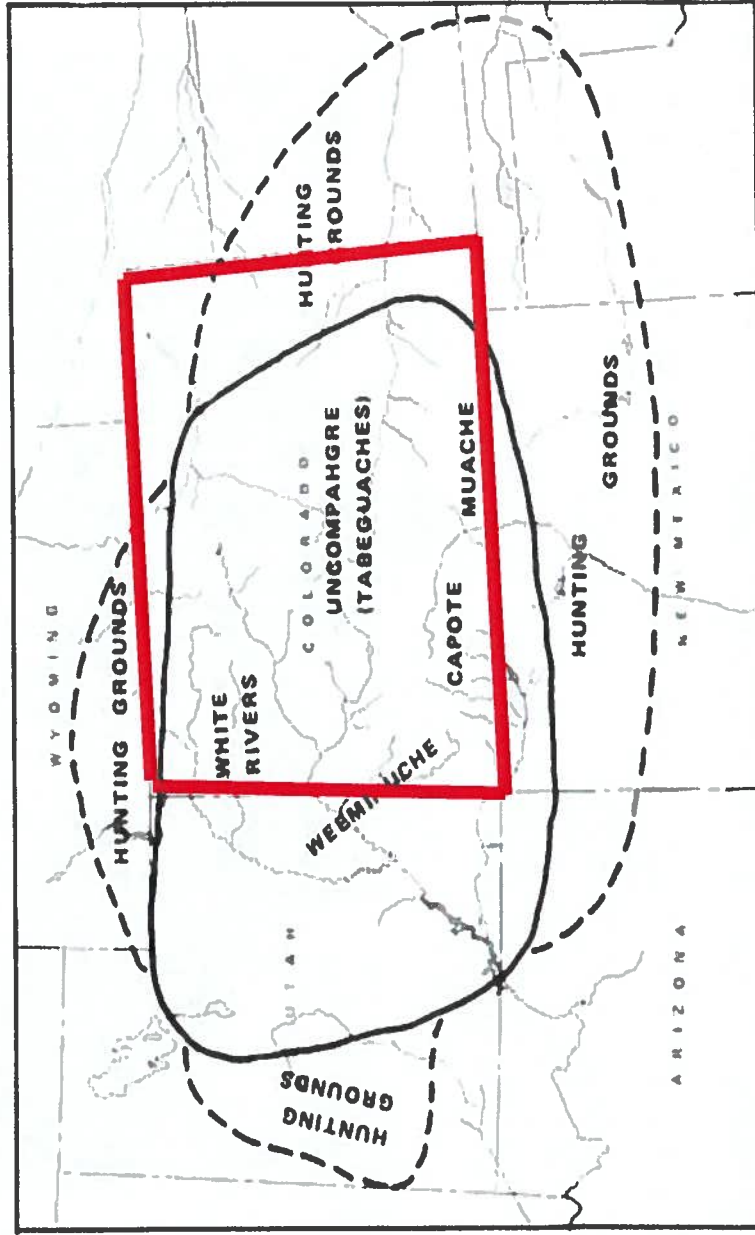 WYOMING
HUNTING GROUNDS
WHITE
RIVERS
UTAH
COLORADO
HUNTING
GROUNDS
UNCOMPAHGRE
(TABEGUACHES)
HUNTING
GROUNDS
WEEMINUCHE
CAPOTE
MUACHE
HUNTING
GROUNDS
ARIZONA
NEW MEXICO